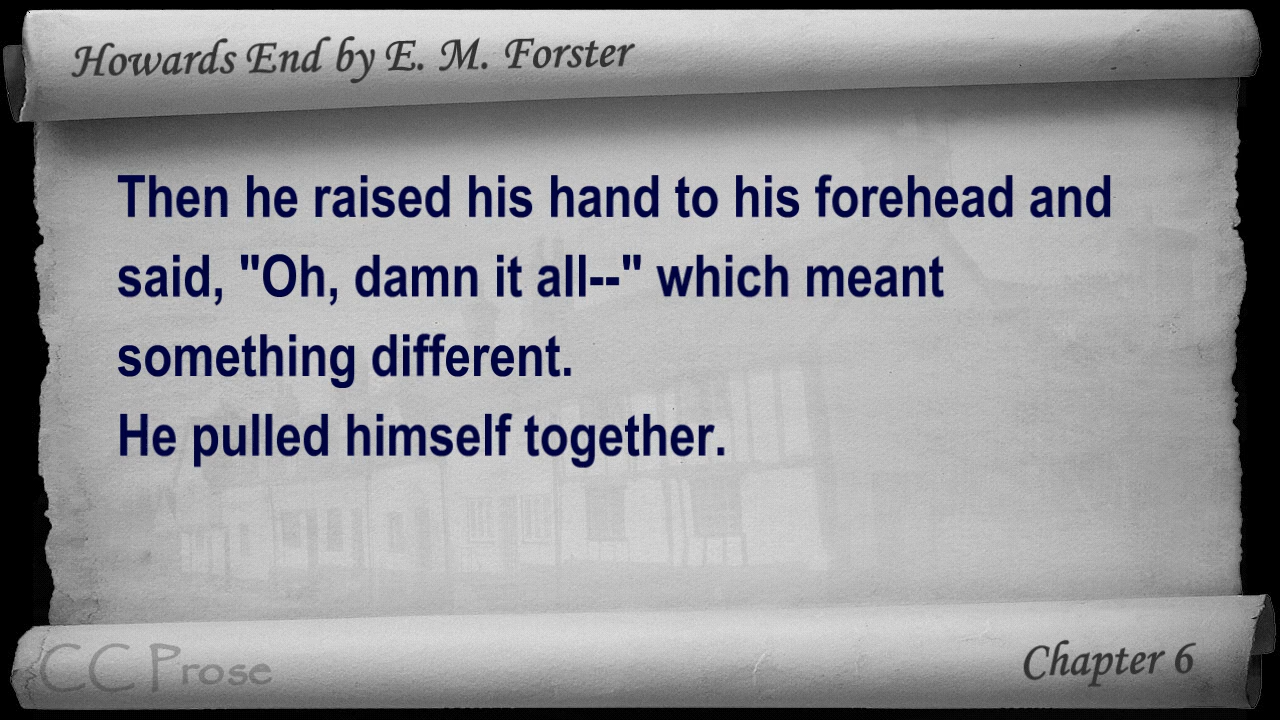 Howards End by E. M. Forster
Then he raised his hand to his forehead and
said, "Oh, damn it all--" which meant
something different.
He pulled himself together.
CC Prose
Chapter 6